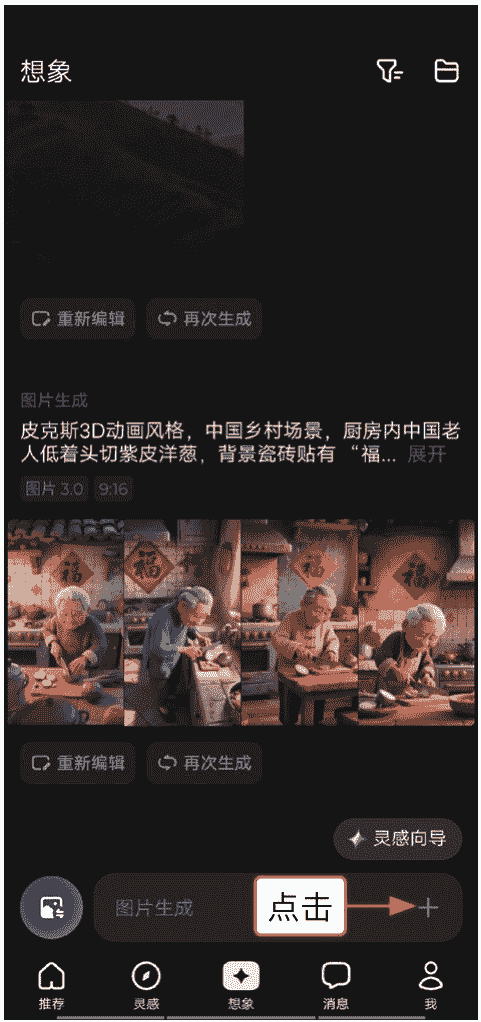 想象
重新编辑 再次生成
图片生成
皮克斯3D动画风格，中国乡村场景，厨房内中国老
人低着头切紫皮洋葱，背景瓷砖贴有 “福... 展开
图片 3.0 9:16
福 福 福 福
重新编辑 再次生成
灵感向导
图片生成 点击
推荐 灵感 想象 消息 我